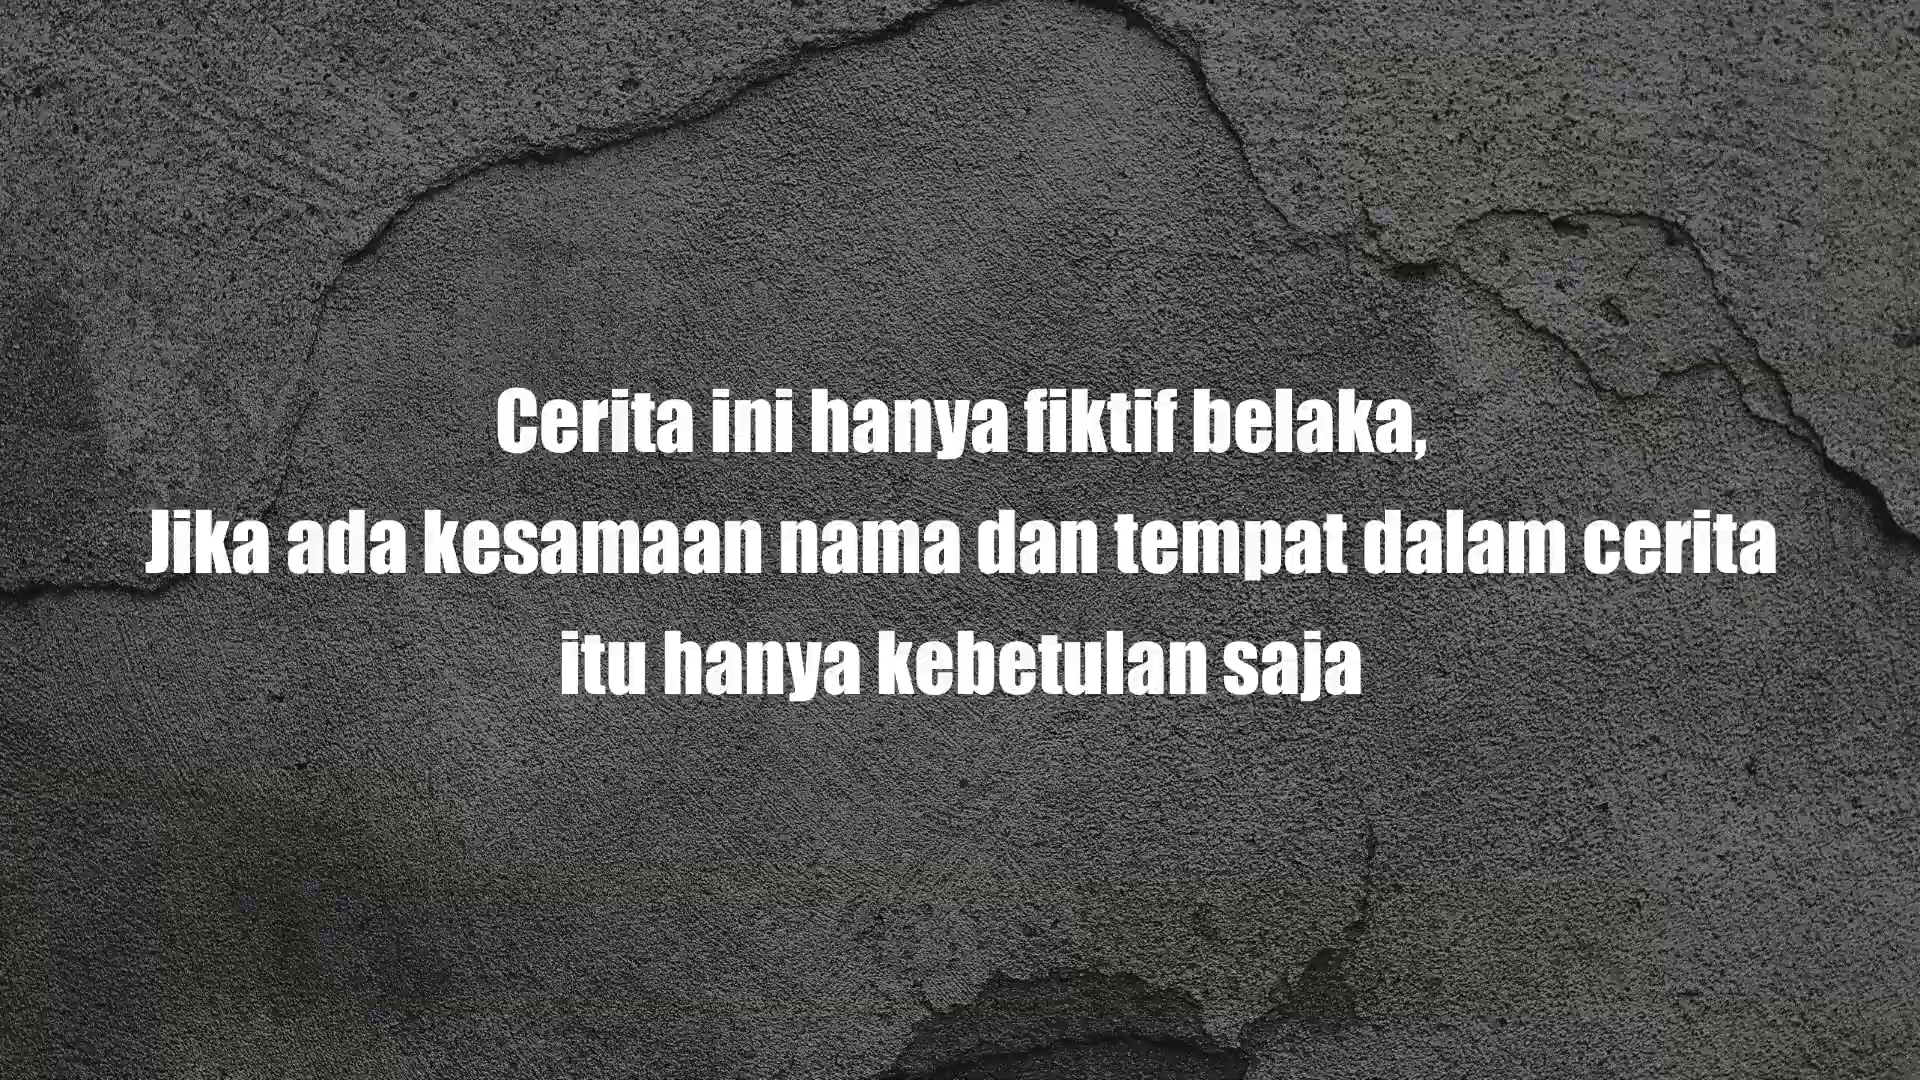 Cerita ini hanya fiktif belaka,
Jika ada kesamaan nama dan tempat dalam cerita
itu hanya kebetulan saja